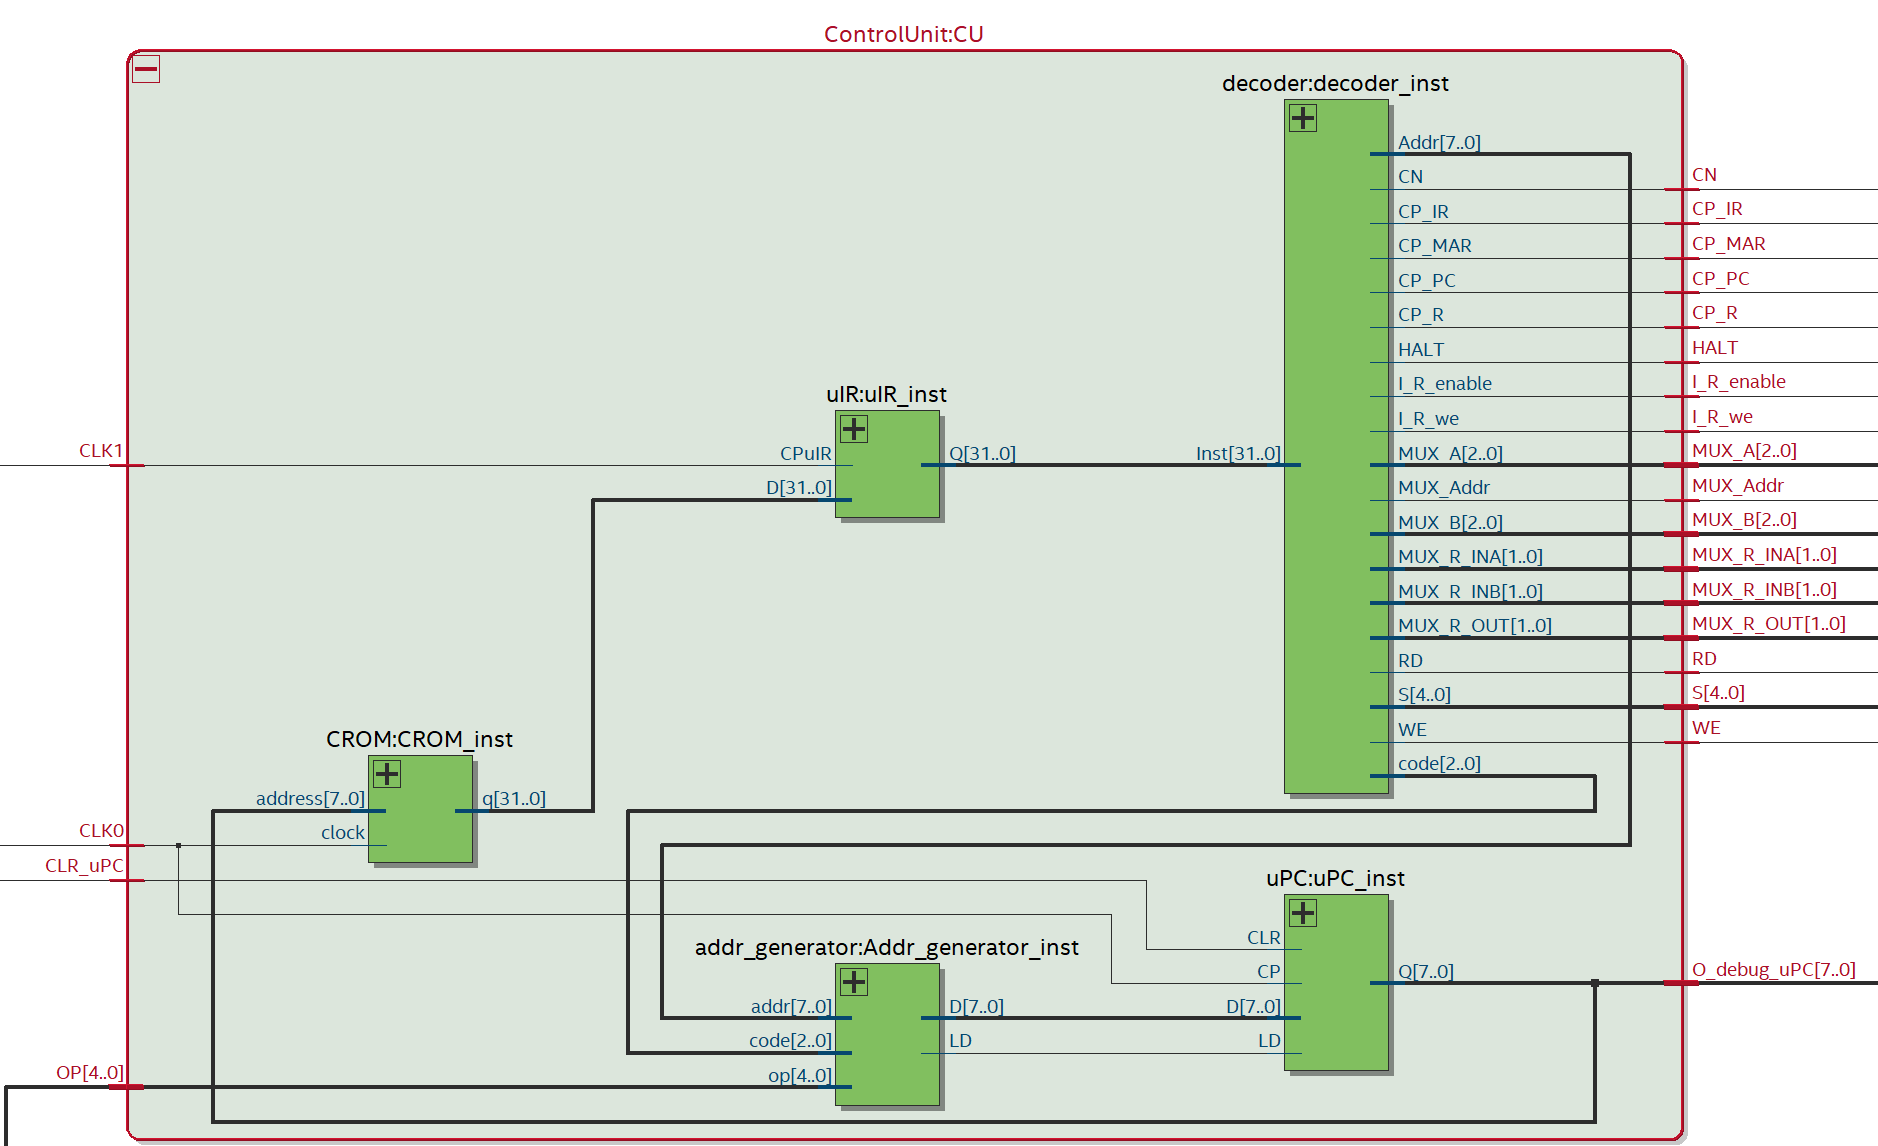 ControlUnit:CU
decoder:decoder_inst
Addr[7..0]
CN
CN
CP_IR
CP_IR
CP_MAR
CP_MAR
CP_PC
CP_PC
CP_R
CP_R
HALT
HALT
I_R_enable
I_R_enable
I_R_we
I_R_we
uIR:uIR_inst
CLK1
CPuIR
Q[31..0]
Inst[31..0]
MUX_A[2..0]
MUX_A[2..0]
D[31..0]
MUX_Addr
MUX_Addr
MUX_B[2..0]
MUX_B[2..0]
MUX_R_INA[1..0]
MUX_R_INA[1..0]
MUX_R_INB[1..0]
MUX_R_INB[1..0]
MUX_R_OUT[1..0]
MUX_R_OUT[1..0]
RD
RD
S[4..0]
S[4..0]
WE
WE
CROM:CROM_inst
code[2..0]
address[7..0]
q[31..0]
CLK0
clock
CLR_uPC
uPC:uPC_inst
CLR
addr_generator:Addr_generator_inst
CP
Q[7..0]
O_debug_uPC[7..0]
addr[7..0]
D[7..0]
D[7..0]
code[2..0]
LD
LD
OP[4..0]
op[4..0]